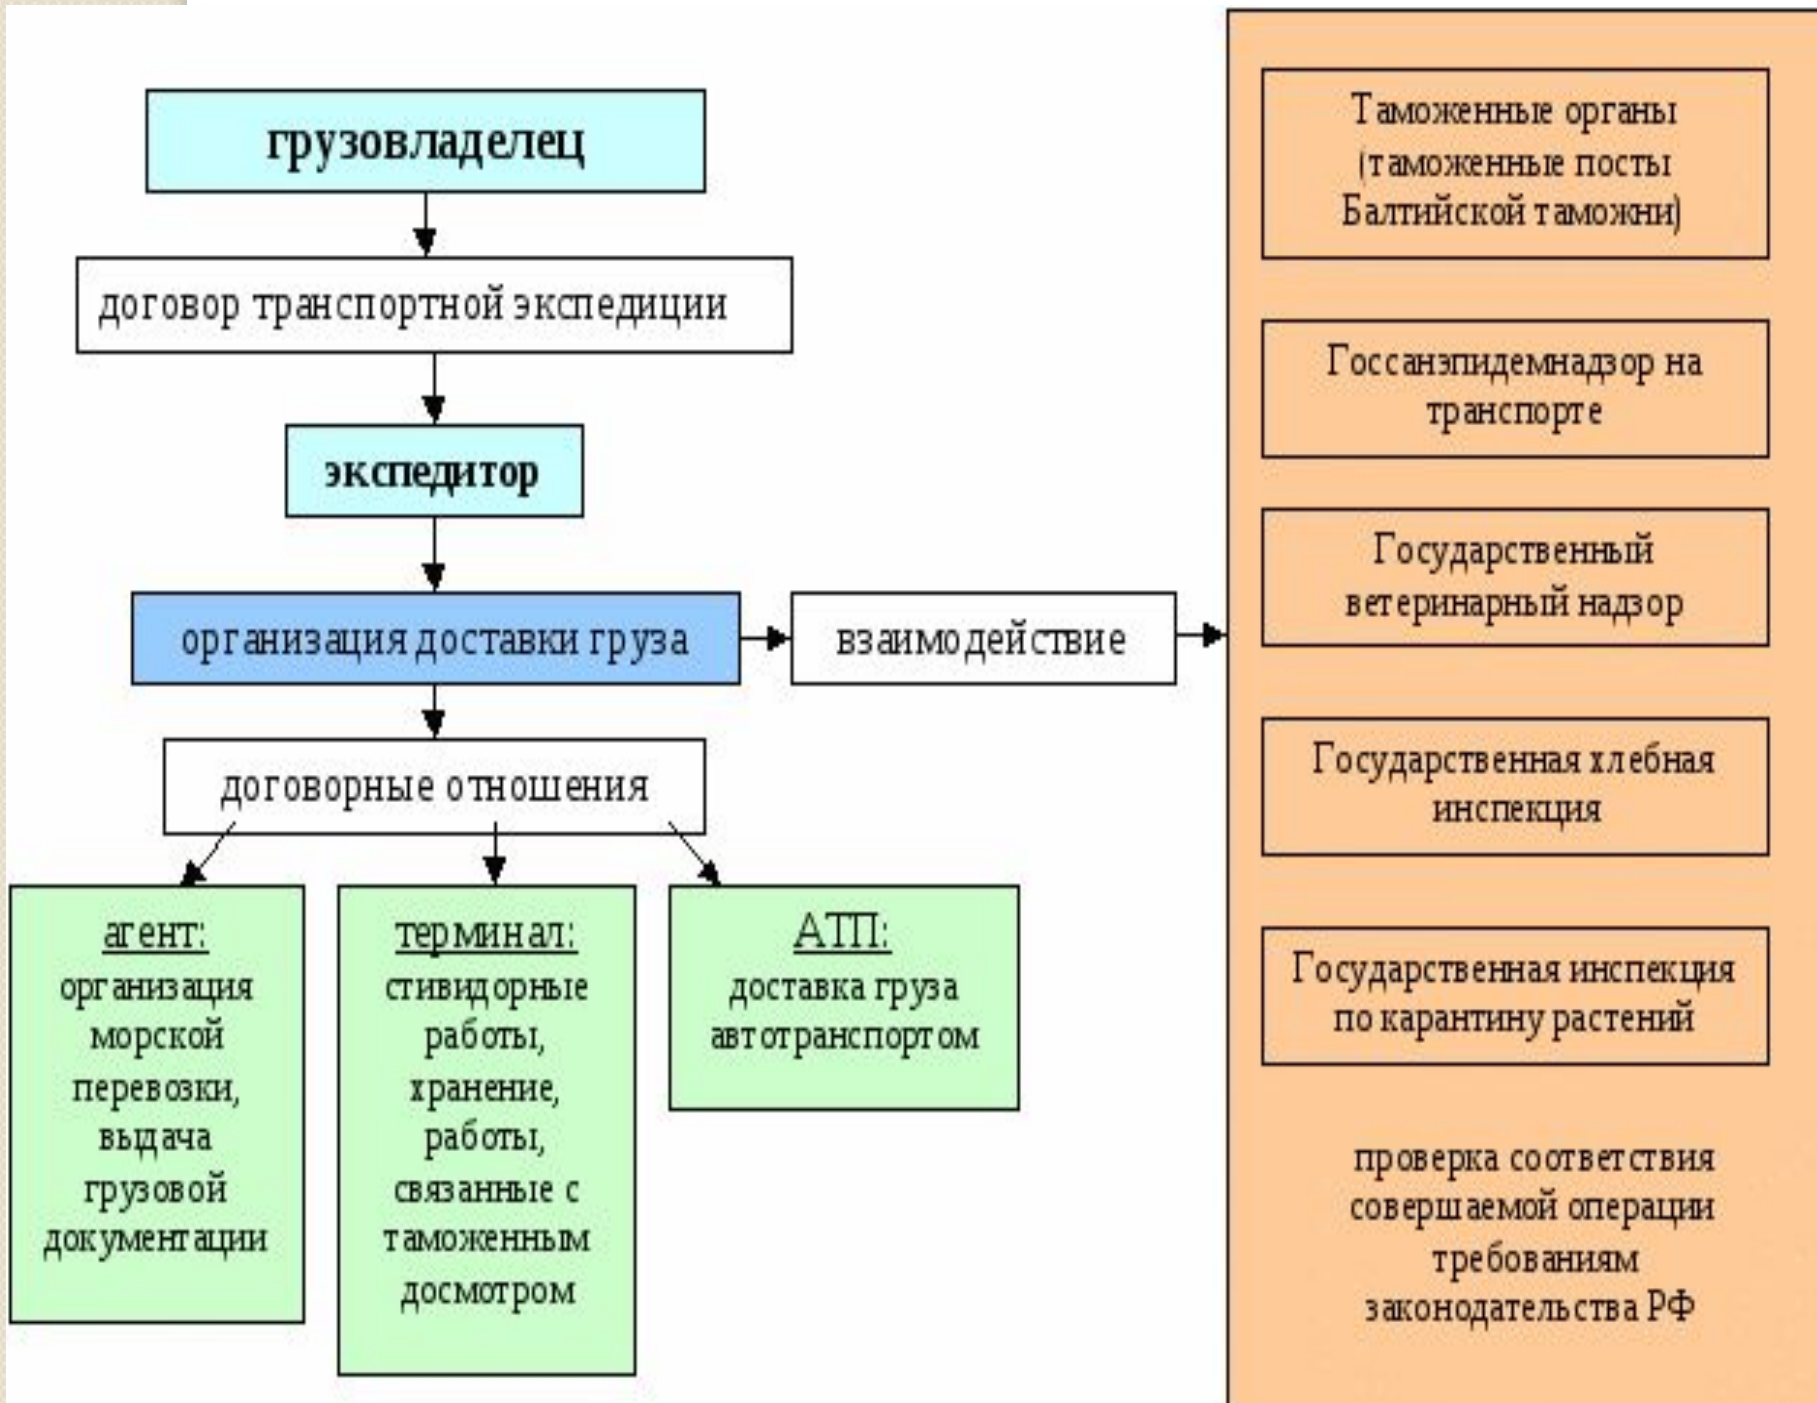 грузовладелец
договор транспортной экспедиции
экспедитор
организация доставки груза
взаимодействие
договорные отношения
агент:
организация
морской
перевозки,
выдача
грузовой
документации
терминал:
стивидорные
работы,
хранение,
работы,
связанные с
таможенным
досмотром
АТП:
доставка груза
автотранспортом
Таможенные органы
(таможенные посты
Балтийской таможни)
Госсанэпидемнадзор на
транспорте
Государственный
ветеринарный надзор
Государственная хлебная
инспекция
Государственная инспекция
по карантину растений
проверка соответствия
совершаемой операции
требованиям
законодательства РФ